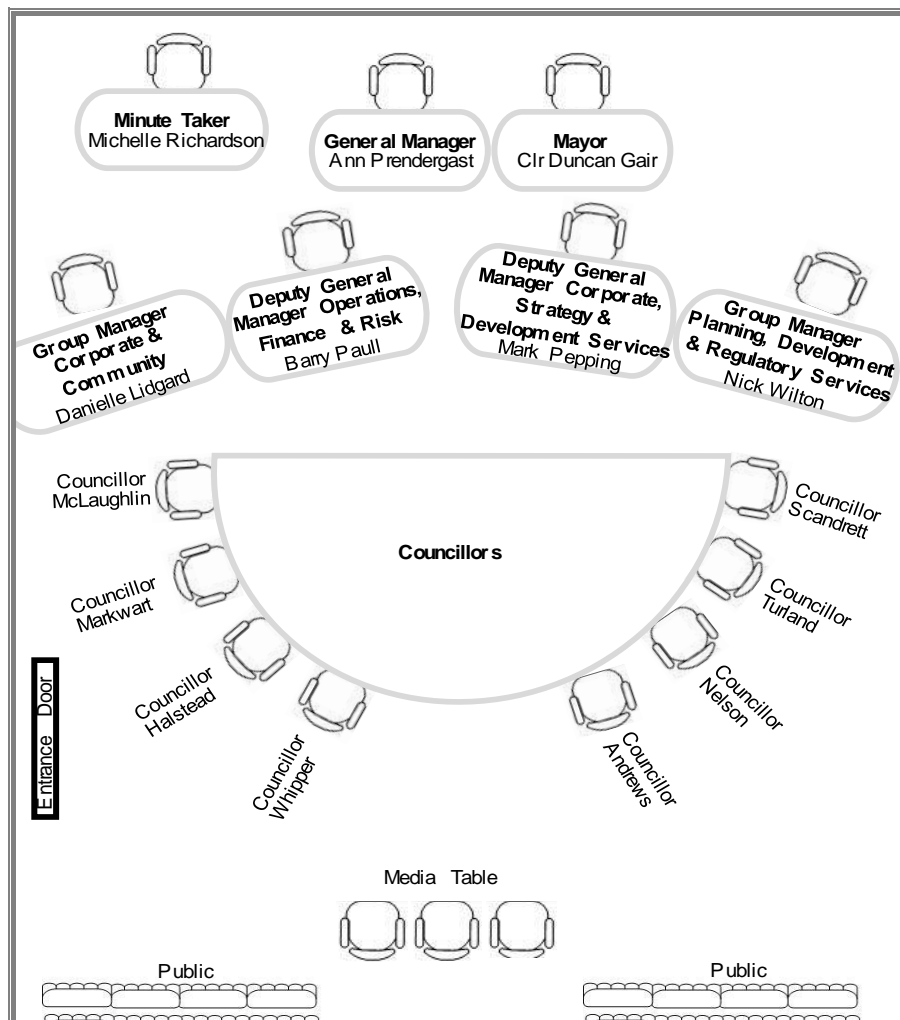 Minute Taker
Michelle Richardson
General Manager
Ann Prendergast
Mayor
Clr Duncan Gair
Group Manager
Corporate &
Community
Danielle Lidgard
Deputy General
Manager Operations,
Finance & Risk
Barry Paull
Deputy General
Manager Corporate,
Strategy &
Development Services
Mark Pepping
Group Manager
Planning, Development
& Regulatory Services
Nick Wilton
Councillor
McLaughlin
Councillor
Markwart
Councillor
Halstead
Councillor
Whipper
Councillors
Councillor
Scandrett
Councillor
Turland
Councillor
Nelson
Councillor
Andrews
Entrance Door
Media Table
Public
Public